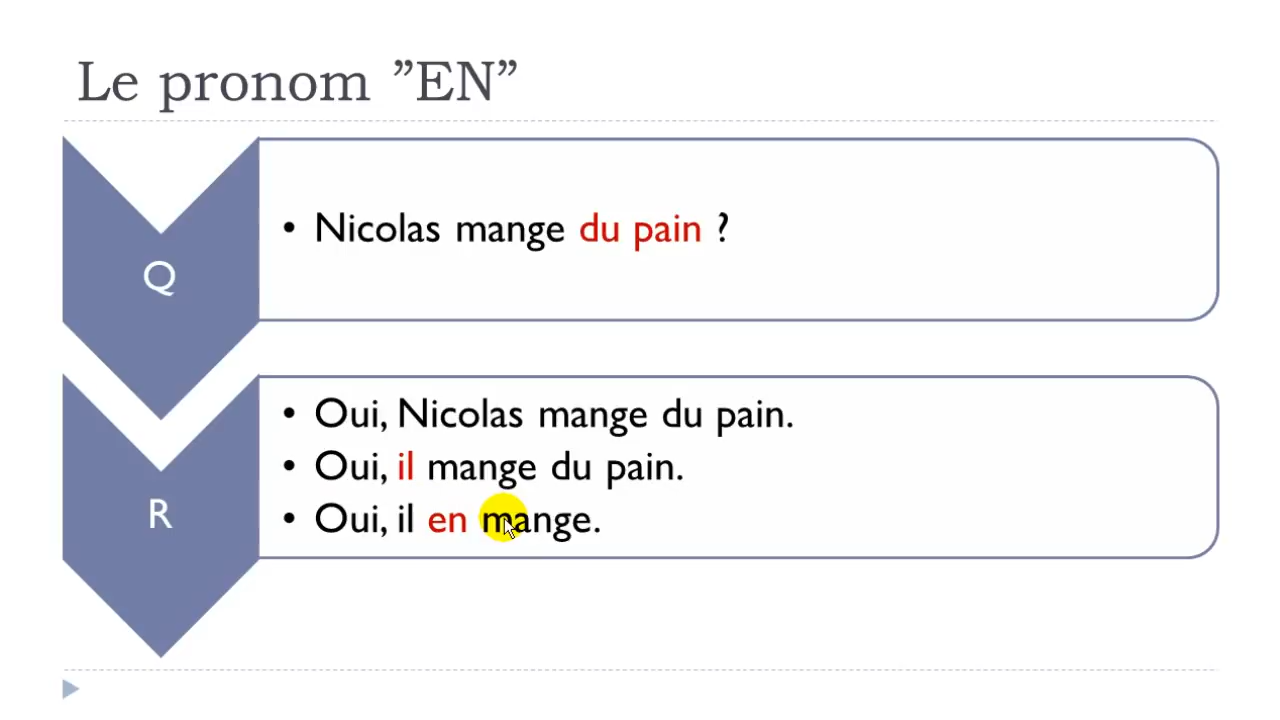 Le pronom ”EN”
Q
• Nicolas mange du pain ?
R
• Oui, Nicolas mange du pain.
• Oui, il mange du pain.
• Oui, il en mange.